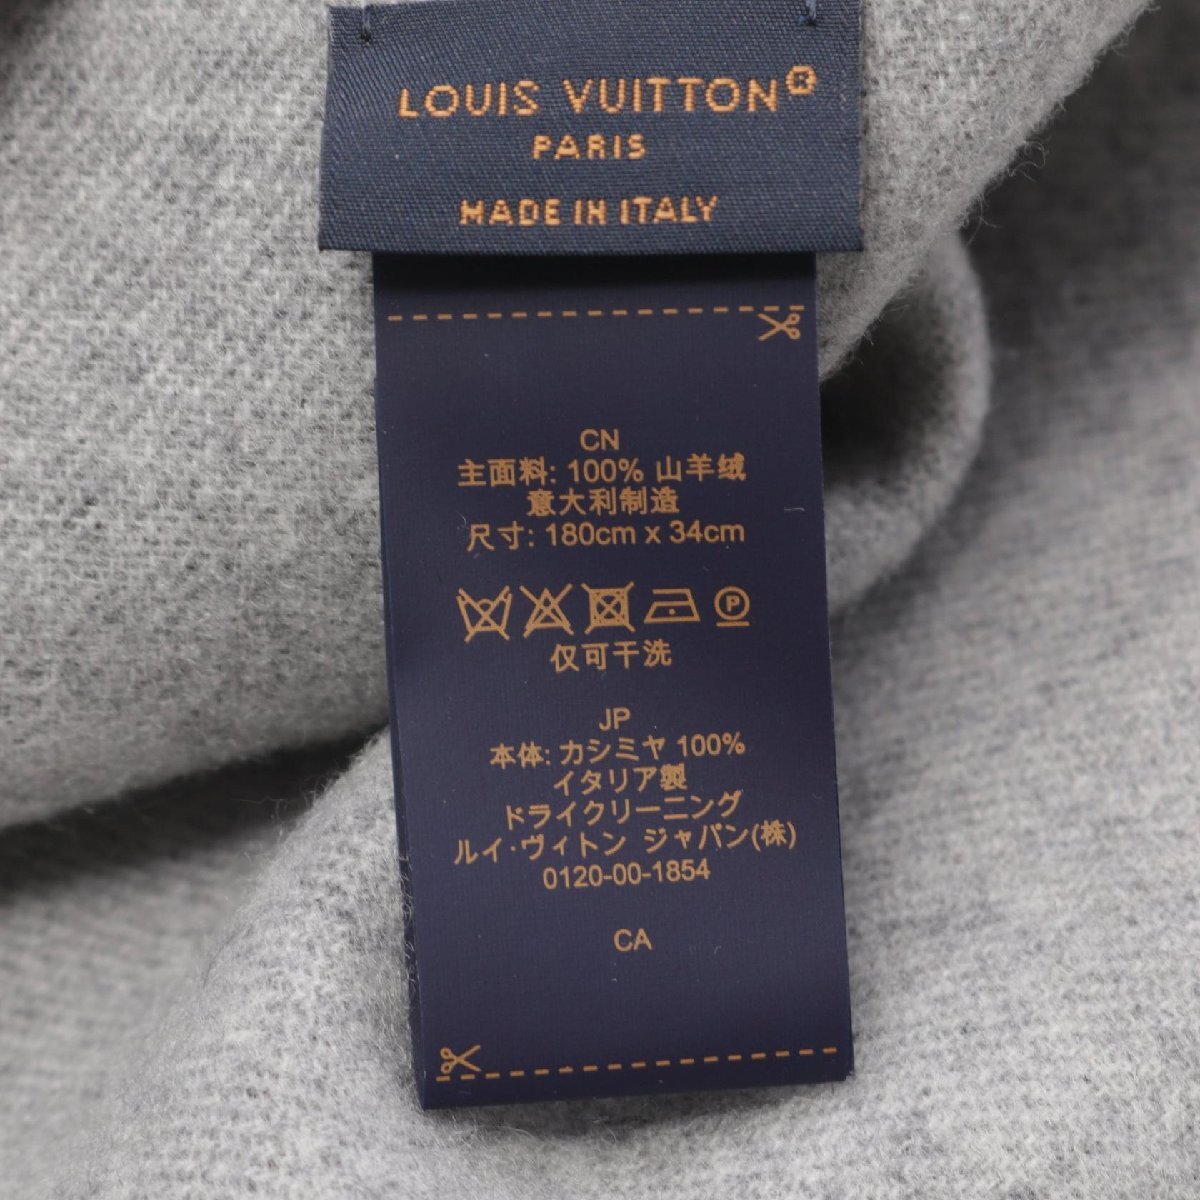 LOUIS VUITTON®
PARIS
MADE IN ITALY
CN
主面料: 100% 山羊绒
意大利制造
尺寸: 180cm x 34cm
P
仅可干洗
JP
本体: カシミヤ 100%
イタリア製
ドライクリーニング
ルイ·ヴィトン ジャパン(株)
0120-00-1854
CA